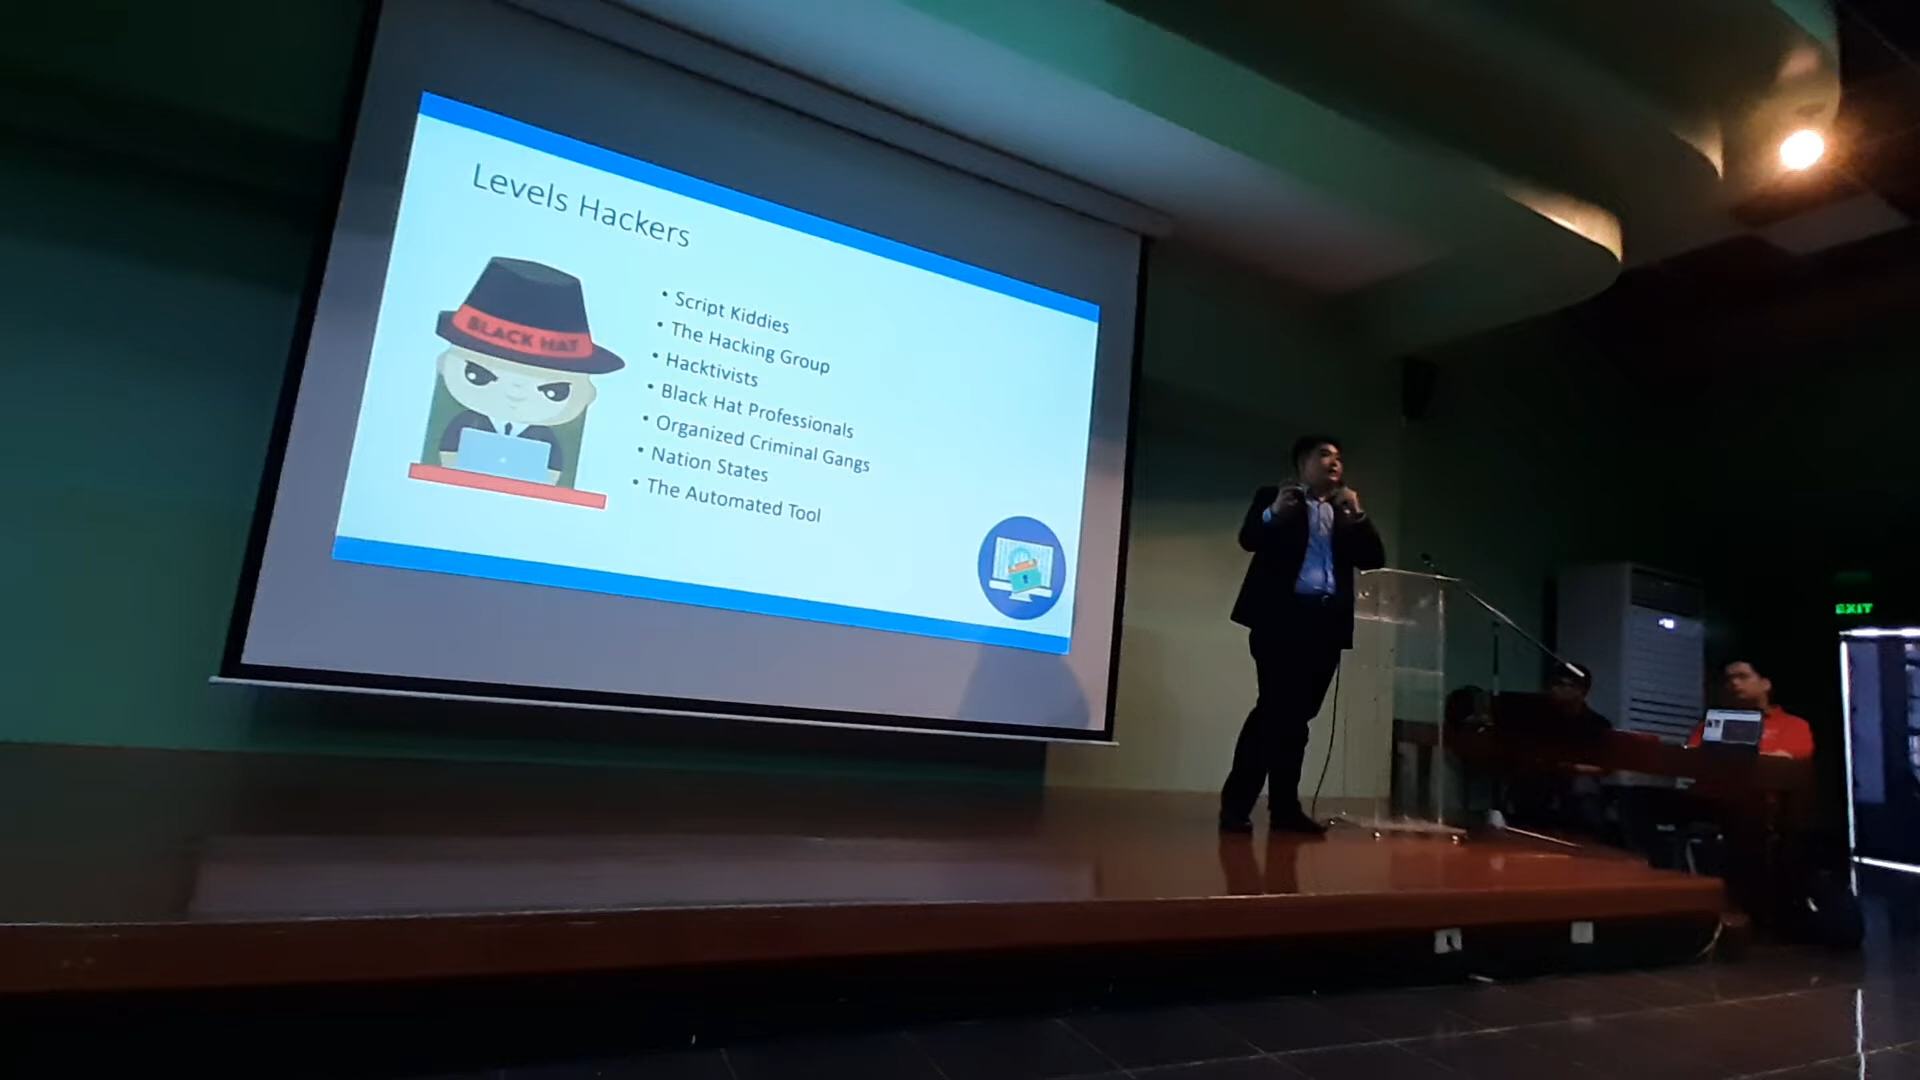 Levels Hackers
BLACK HAT
• Script Kiddies
• The Hacking Group
• Hacktivists
• Black Hat Professionals
• Organized Criminal Gangs
• Nation States
• The Automated Tool
EXIT